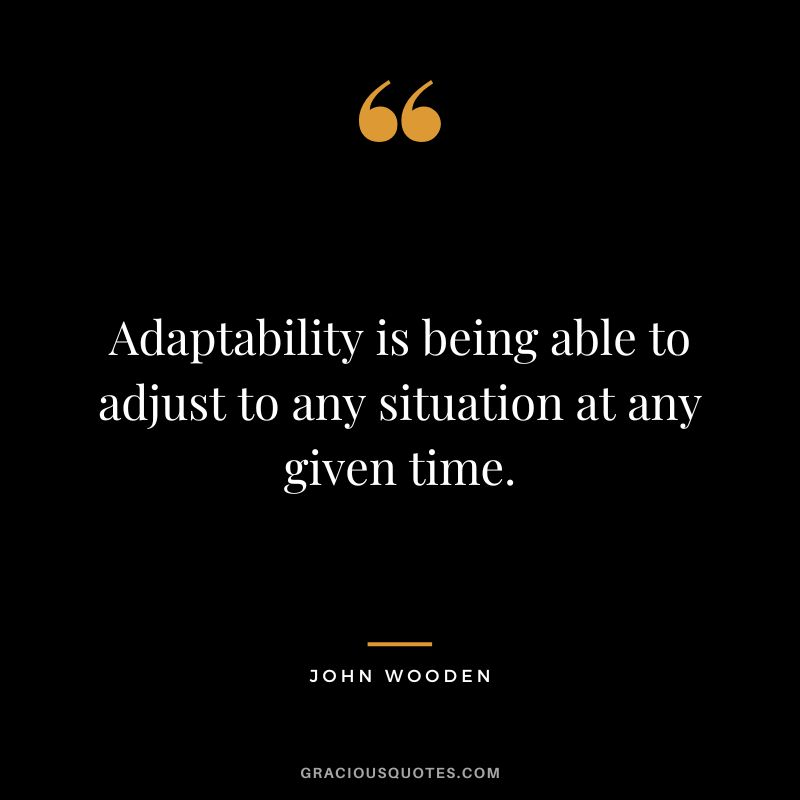 “
Adaptability is being able to
adjust to any situation at any
given time.
JOHN WOODEN
GRACIOUSQUOTES.COM